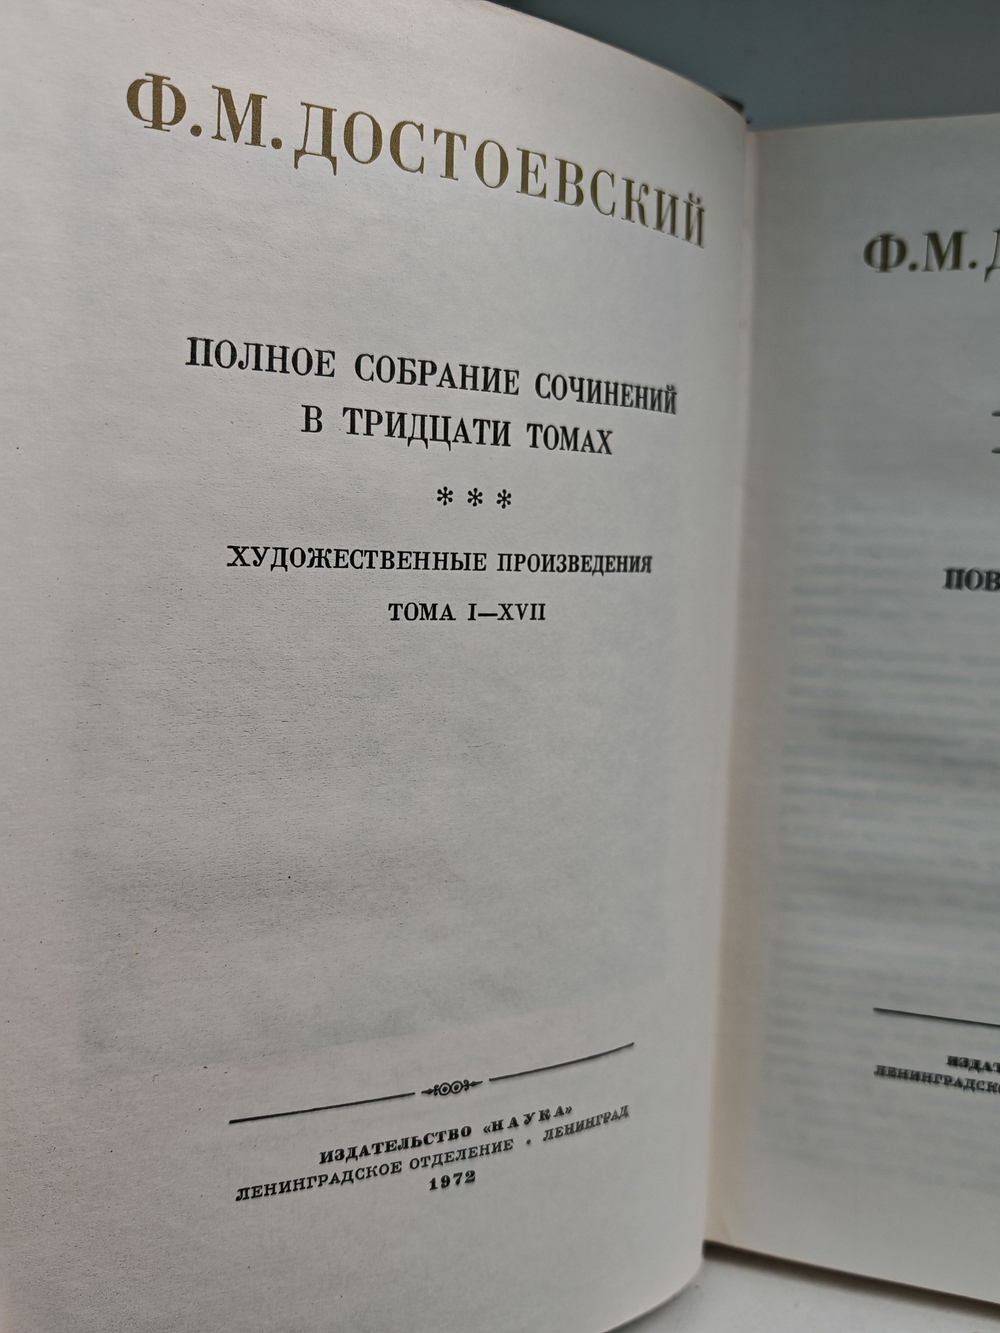 Ф. М. ДОСТОЕВСКИЙ
ПОЛНОЕ СОБРАНИЕ СОЧИНЕНИЙ
В ТРИДЦАТИ ТОМАХ
* * *
ХУДОЖЕСТВЕННЫЕ ПРОИЗВЕДЕНИЯ
ТОМА I—XVII
ИЗДАТЕЛЬСТВО «НАУКА»
ЛЕНИНГРАДСКОЕ ОТДЕЛЕНИЕ · ЛЕНИНГРАД
1972
Ф. М.